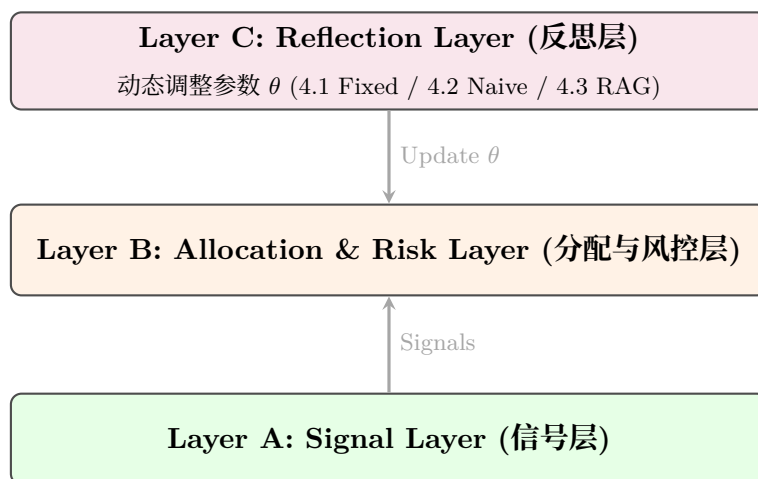 Layer C: Reflection Layer (反思层)
动态调整参数 θ (4.1 Fixed / 4.2 Naive / 4.3 RAG)
Update θ
Layer B: Allocation & Risk Layer (分配与风控层)
Signals
Layer A: Signal Layer (信号层)